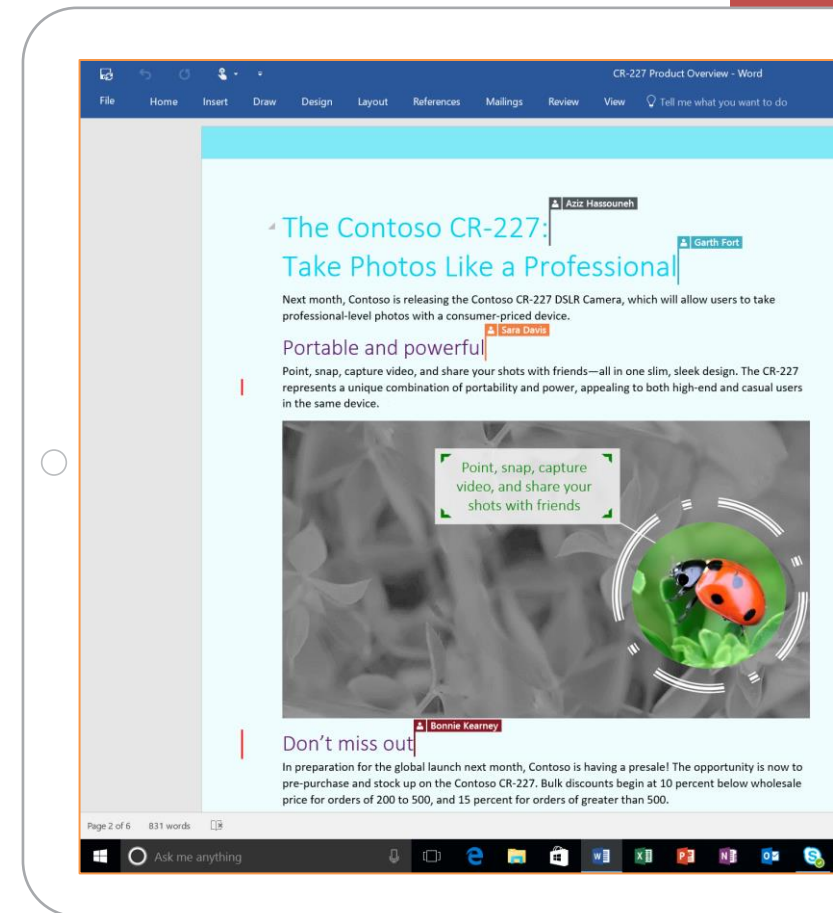 CR-227 Product Overview - Word
File Home Insert Draw Design Layout References Mailings Review View Tell me what you want to do
Aziz Hassouneh
The Contoso CR-227:
Garth Fort
Take Photos Like a Professional
Next month, Contoso is releasing the Contoso CR-227 DSLR Camera, which will allow users to take
professional-level photos with a consumer-priced device.
Sara Davis
Portable and powerful
Point, snap, capture video, and share your shots with friends—all in one slim, sleek design. The CR-227
represents a unique combination of portability and power, appealing to both high-end and casual users
in the same device.
Point, snap, capture
video, and share your
shots with friends
Bonnie Kearney
Don't miss out
In preparation for the global launch next month, Contoso is having a presale! The opportunity is now to
pre-purchase and stock up on the Contoso CR-227. Bulk discounts begin at 10 percent below wholesale
price for orders of 200 to 500, and 15 percent for orders of greater than 500.
Page 2 of 6 831 words
Ask me anything